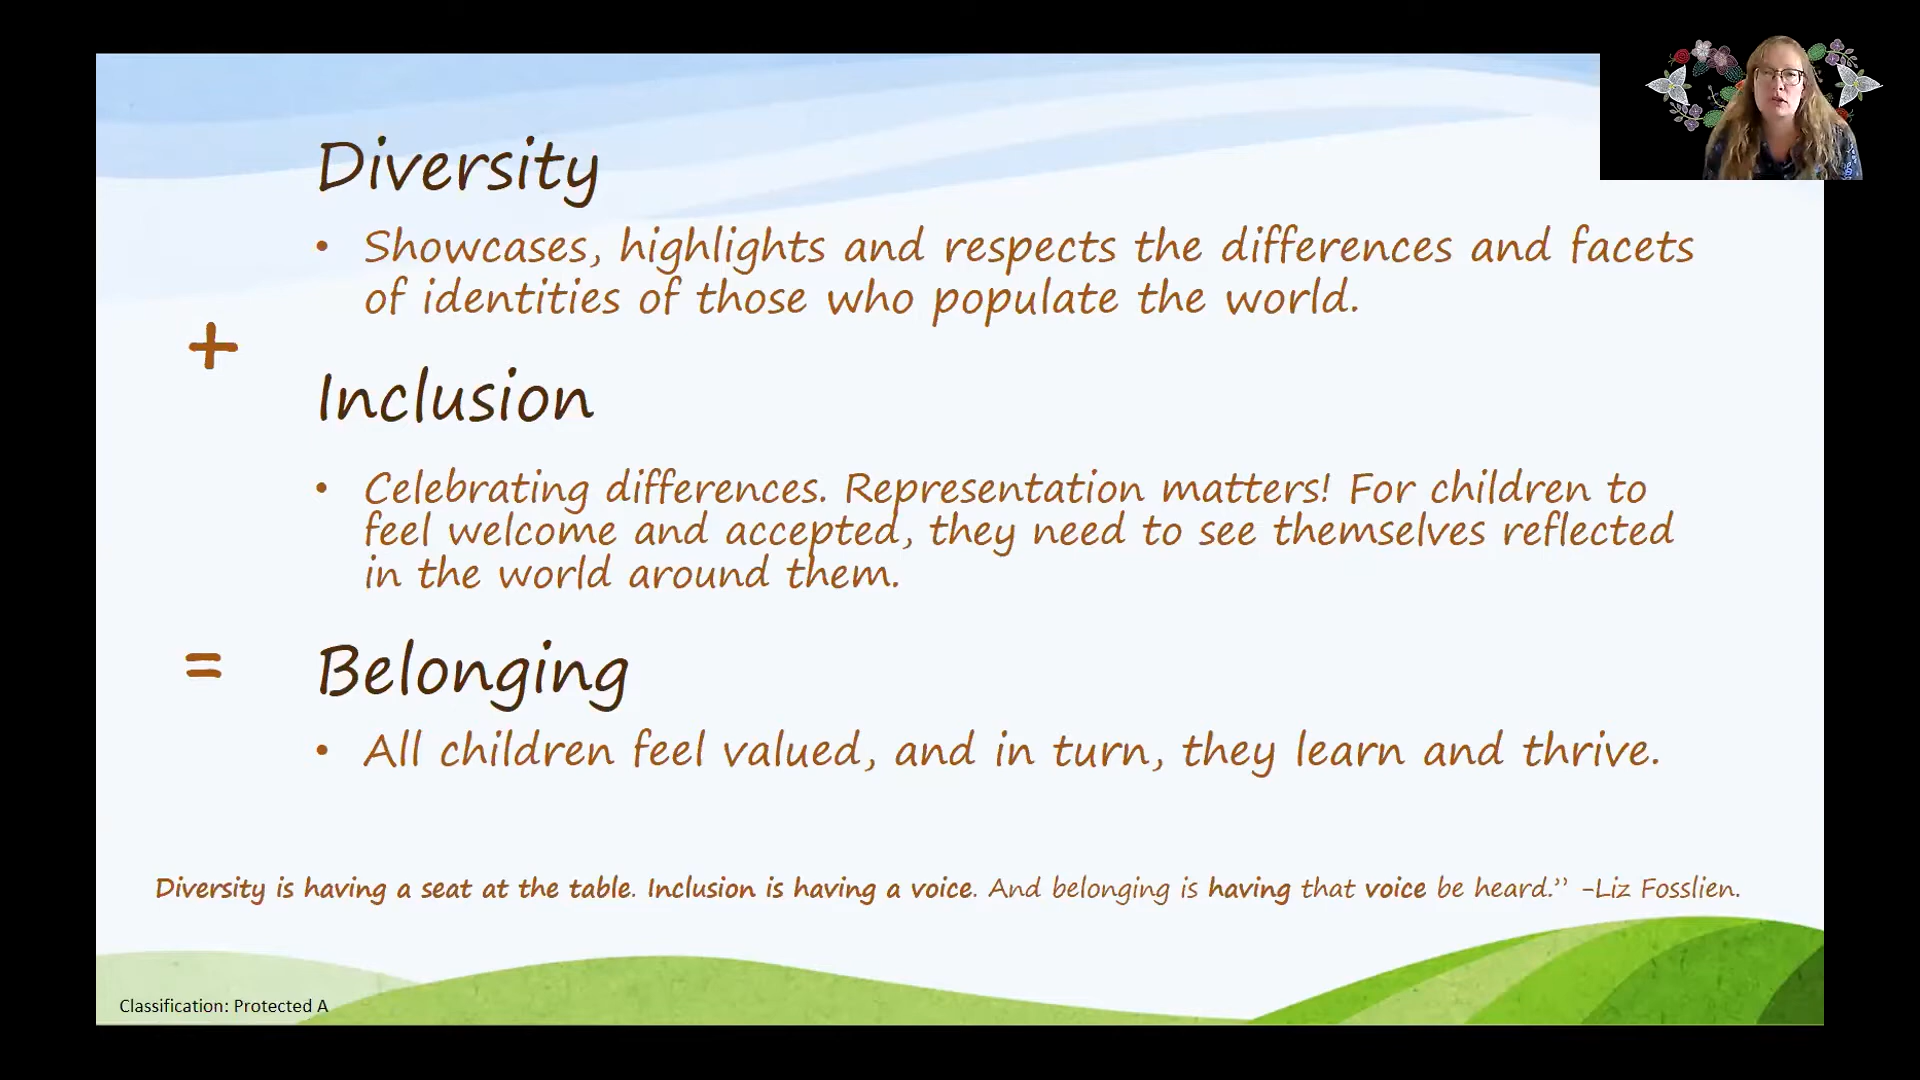 Diversity
• Showcases, highlights and respects the differences and facets
of identities of those who populate the world.
+
Inclusion
• Celebrating differences. Representation matters! For children to
feel welcome and accepted, they need to see themselves reflected
in the world around them.
= Belonging
• All children feel valued, and in turn, they learn and thrive.
Diversity is having a seat at the table. Inclusion is having a voice. And belonging is having that voice be heard.” -Liz Fosslien.
Classification: Protected A